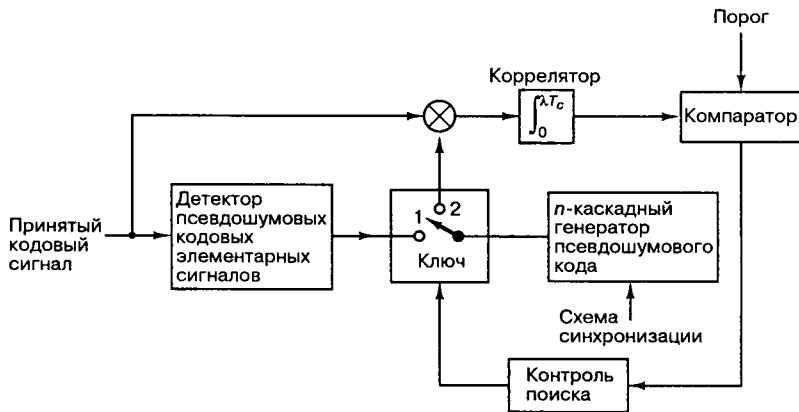 Порог
Коррелятор
∫₀^λTc
Компаратор
Принятый
кодовый
сигнал
Детектор
псевдошумовых
кодовых
элементарных
сигналов
1
2
Ключ
n-каскадный
генератор
псевдошумового
кода
Схема
синхронизации
Контроль
поиска